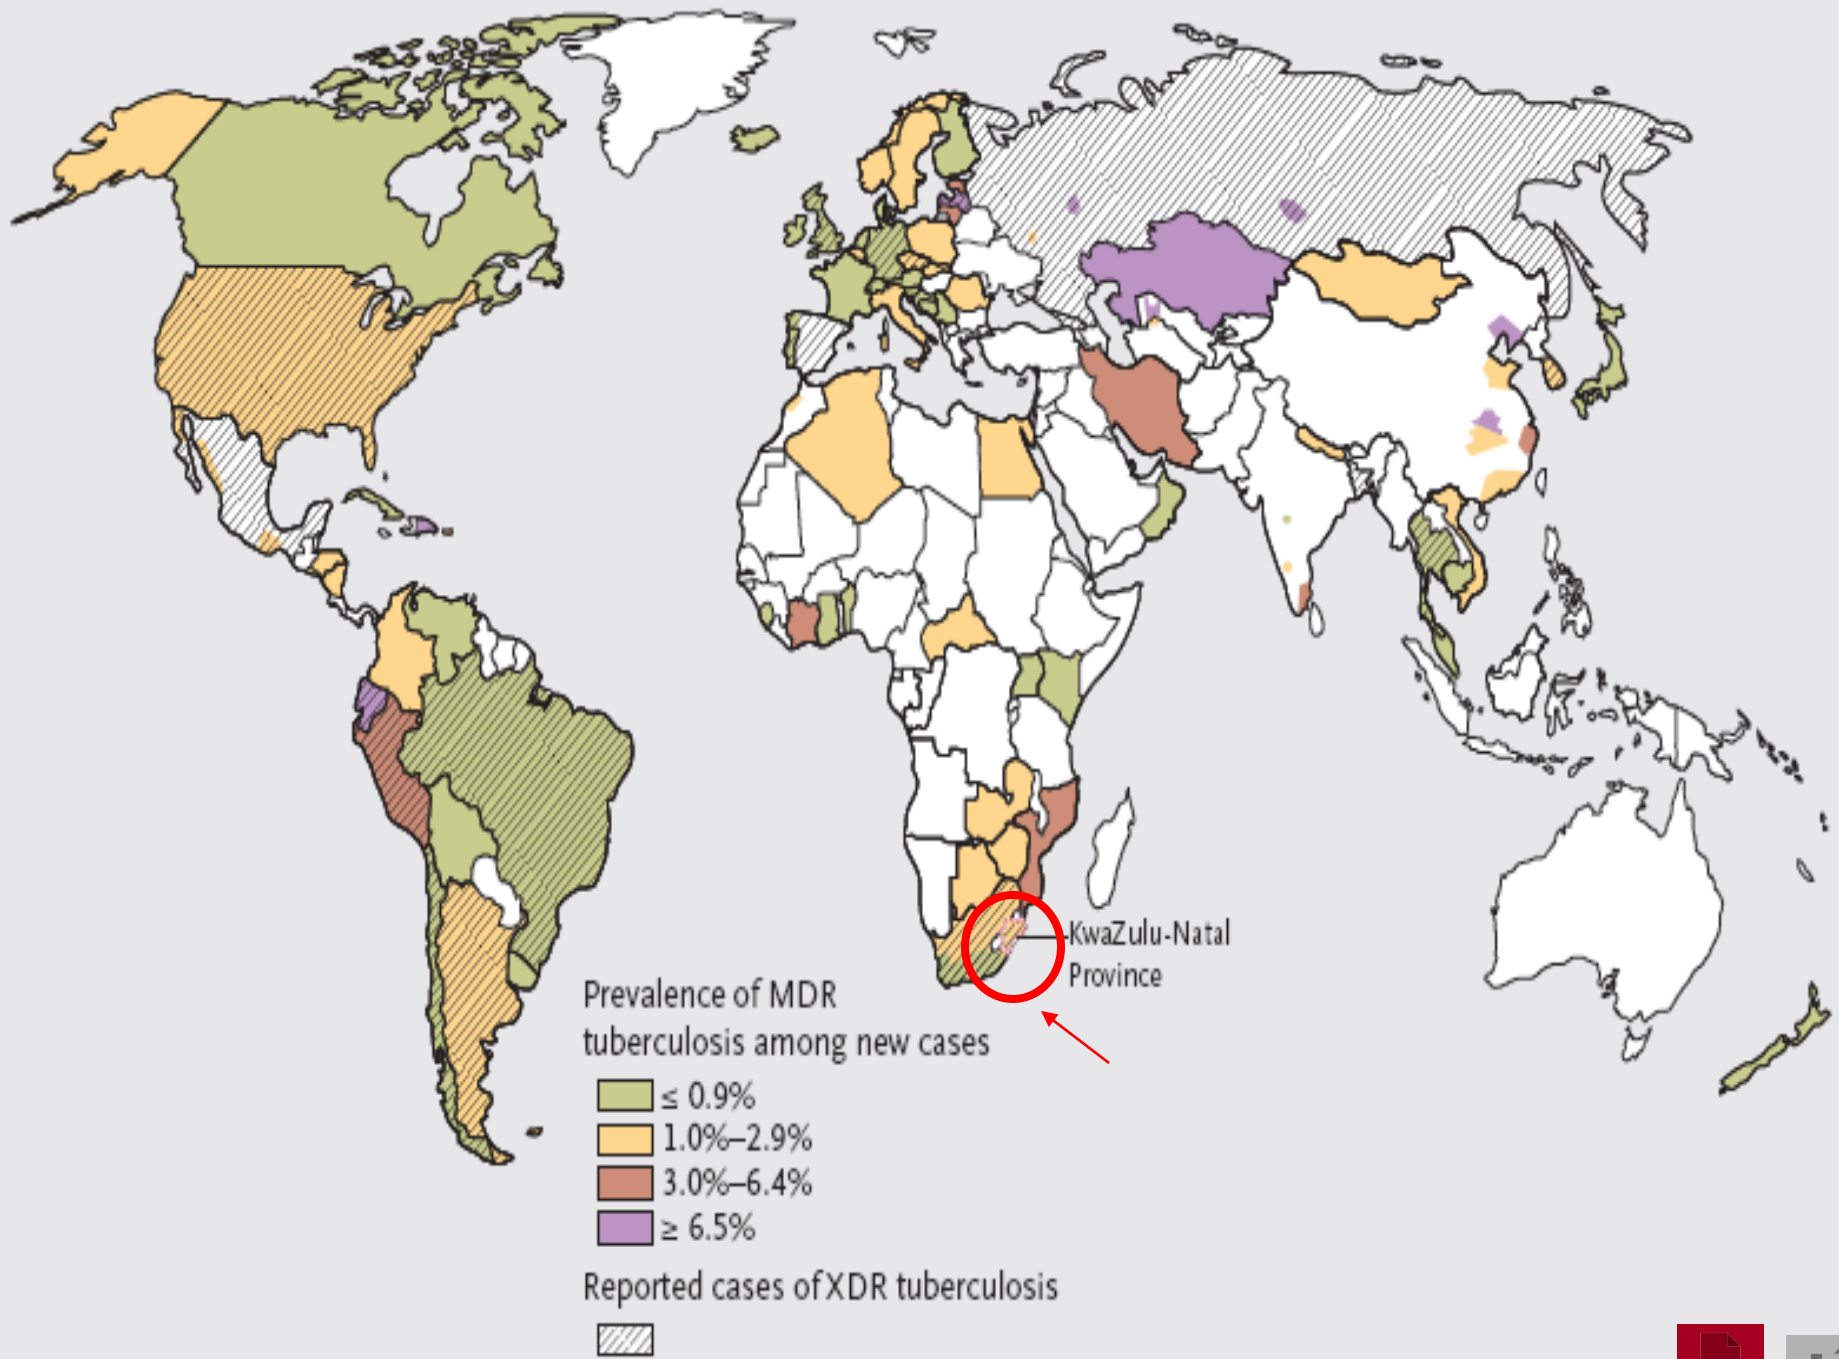 KwaZulu-Natal
Province
Prevalence of MDR
tuberculosis among new cases
≤ 0.9%
1.0%–2.9%
3.0%–6.4%
≥ 6.5%
Reported cases of XDR tuberculosis